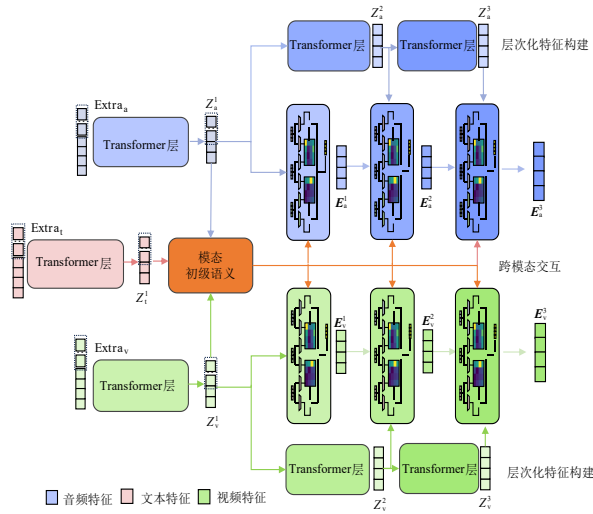 Z_a^2
Z_a^3
Transformer层
Transformer层
层次化特征构建
Extra_a
Z_a^1
Transformer层
E_a^1
E_a^2
E_a^3
Extra_t
Transformer层
Z_t^1
模态
初级语义
跨模态交互
Extra_v
Transformer层
Z_v^1
E_v^1
E_v^2
E_v^3
Transformer层
Transformer层
层次化特征构建
Z_v^2
Z_v^3
音频特征
文本特征
视频特征